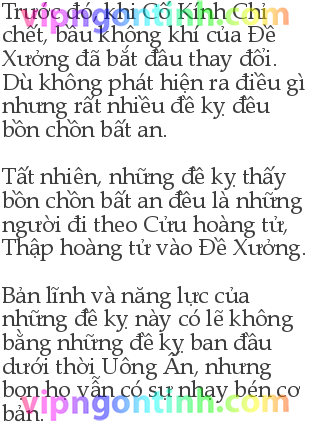 Trước đó, khi Cố Kính Chi
chết, bầu không khí của Đề
Xưởng đã bắt đầu thay đổi.
Dù không phát hiện ra điều gì
nhưng rất nhiều đề kỵ đều
bồn chồn bất an.
Tất nhiên, những đề kỵ thấy
bồn chồn bất an đều là những
người đi theo Cửu hoàng tử,
Thập hoàng tử vào Đề Xưởng.
Bản lĩnh và năng lực của
những đề kỵ này có lẽ không
bằng những đề kỵ ban đầu
dưới thời Uông Ấn, nhưng
bọn họ vẫn có sự nhạy bén cơ
bản.
vipngontinh.com
vipngontinh.com